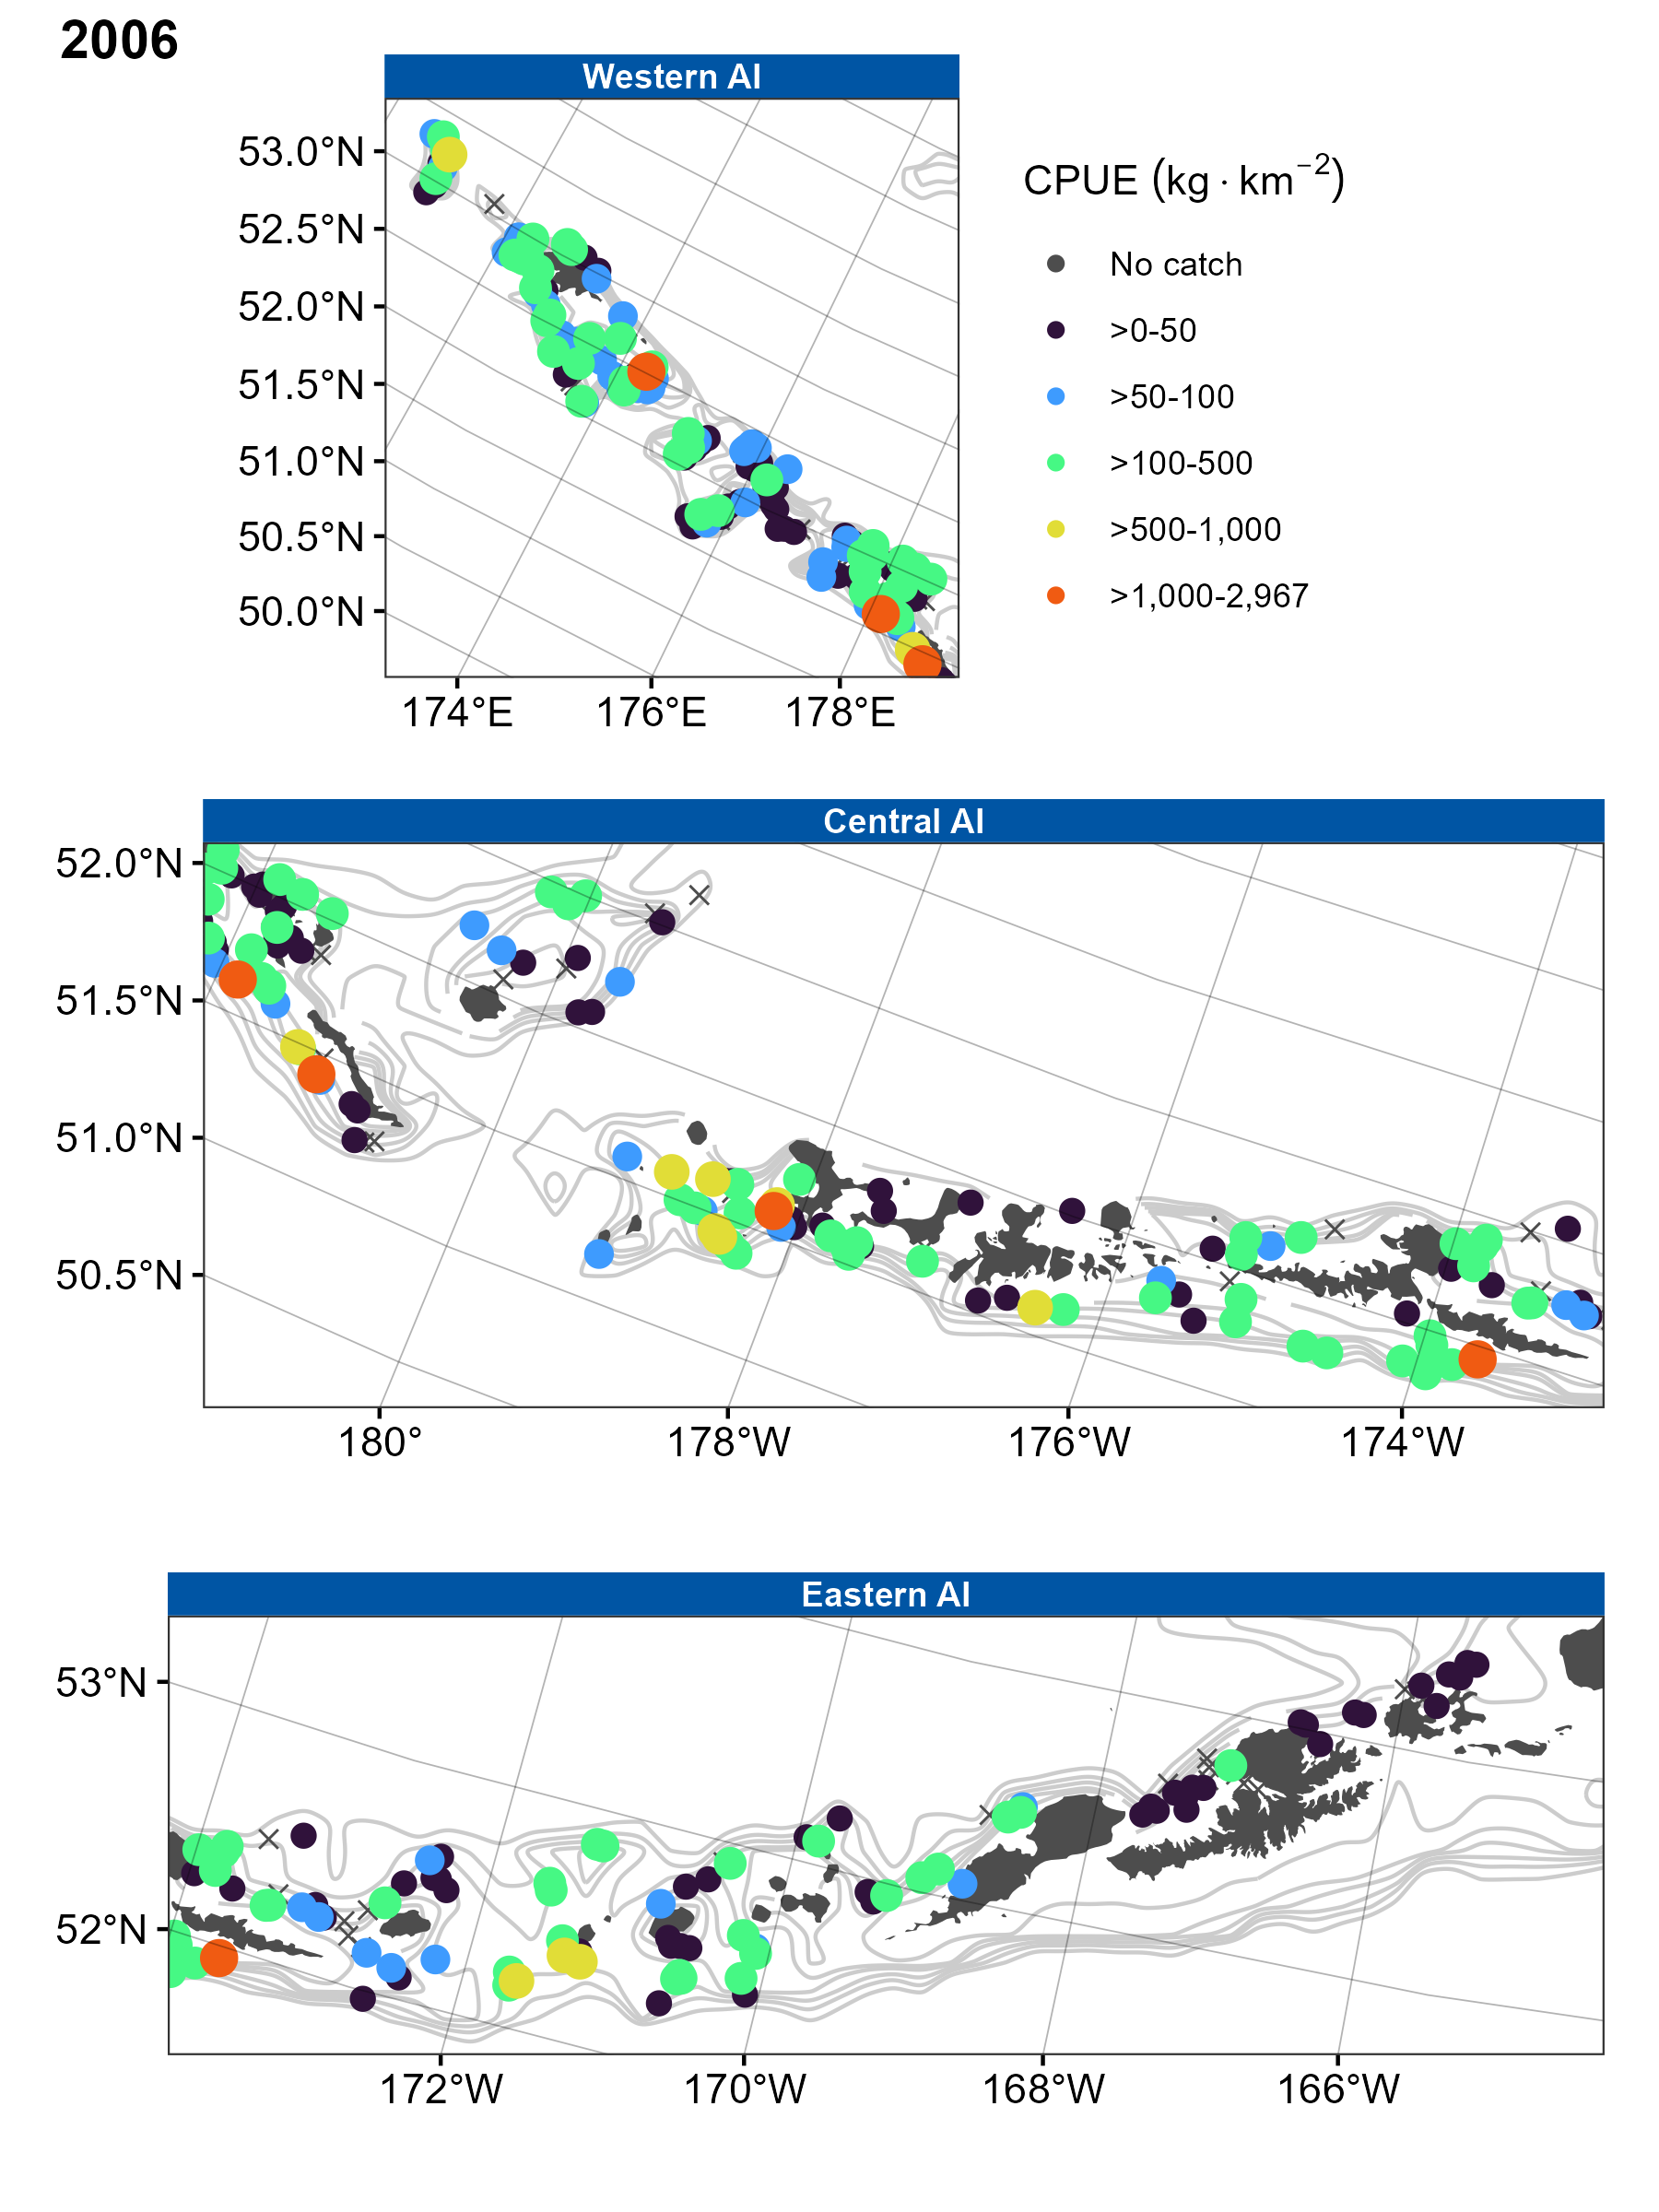 2006
Western AI
53.0°N
52.5°N
52.0°N
51.5°N
51.0°N
50.5°N
50.0°N
174°E 176°E 178°E
CPUE (kg · km⁻²)
No catch
>0-50
>50-100
>100-500
>500-1,000
>1,000-2,967
Central AI
52.0°N
51.5°N
51.0°N
50.5°N
180° 178°W 176°W 174°W
Eastern AI
53°N
52°N
172°W 170°W 168°W 166°W